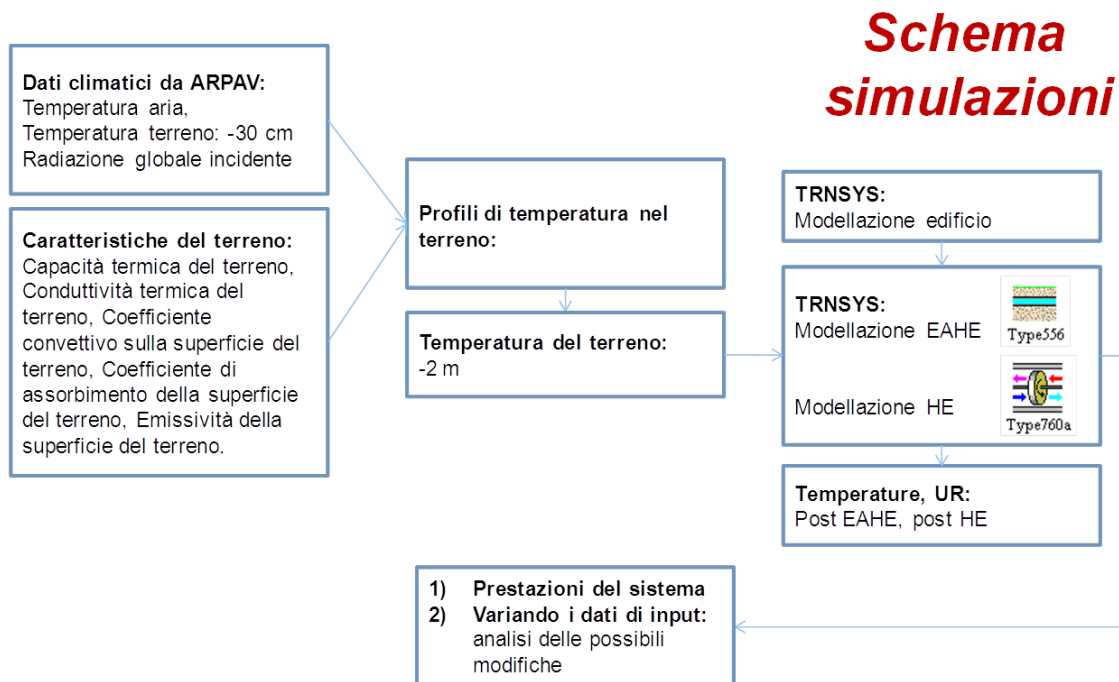 Schema
simulazioni
Dati climatici da ARPAV:
Temperatura aria,
Temperatura terreno: -30 cm
Radiazione globale incidente
Caratteristiche del terreno:
Capacità termica del terreno,
Conduttività termica del
terreno, Coefficiente
convettivo sulla superficie del
terreno, Coefficiente di
assorbimento della superficie
del terreno, Emissività della
superficie del terreno.
Profili di temperatura nel
terreno:
Temperatura del terreno:
-2 m
TRNSYS:
Modellazione edificio
TRNSYS:
Modellazione EAHE
Type556
Modellazione HE
Type760a
Temperature, UR:
Post EAHE, post HE
1) Prestazioni del sistema
2) Variando i dati di input:
analisi delle possibili
modifiche